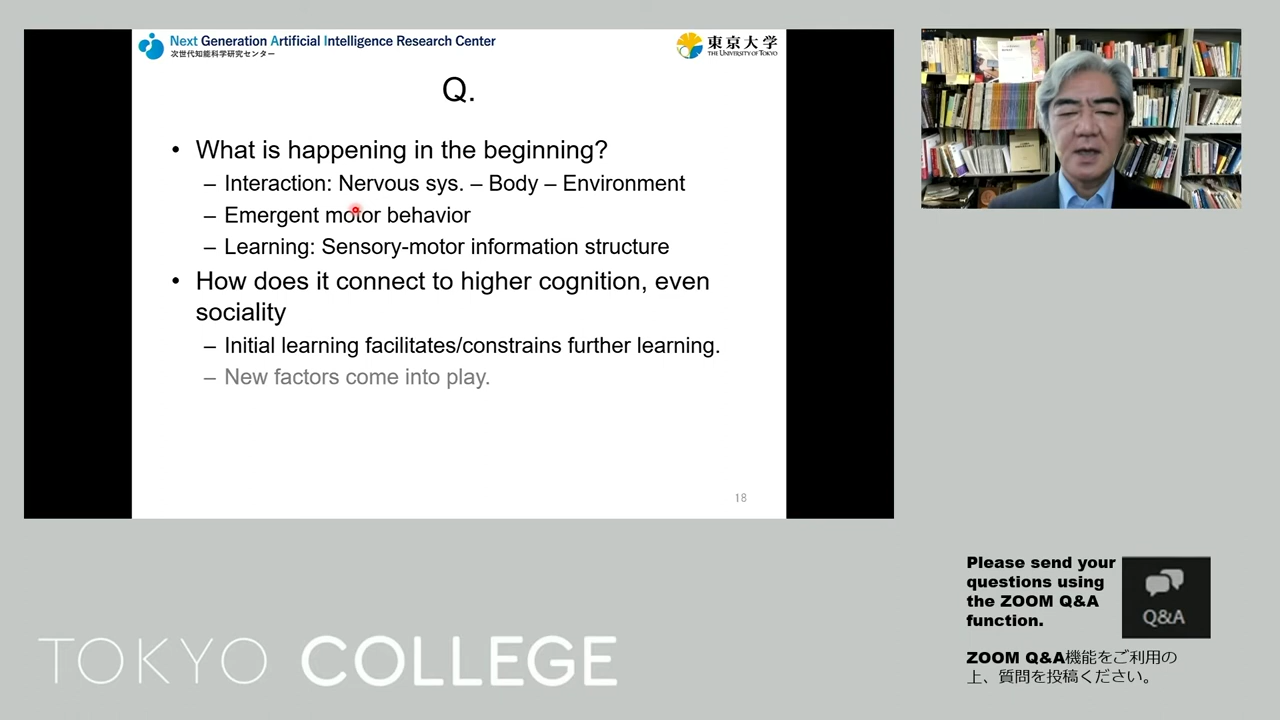 Next Generation Artificial Intelligence Research Center
次世代知能科学研究センター
東京大学
THE UNIVERSITY OF TOKYO
Q.
• What is happening in the beginning?
– Interaction: Nervous sys. – Body – Environment
– Emergent motor behavior
– Learning: Sensory-motor information structure
• How does it connect to higher cognition, even
sociality
– Initial learning facilitates/constrains further learning.
– New factors come into play.
18
Please send your
questions using
the ZOOM Q&A
function.
Q&A
ZOOM Q&A機能をご利用の
上、質問を投稿ください。
TOKYO COLLEGE